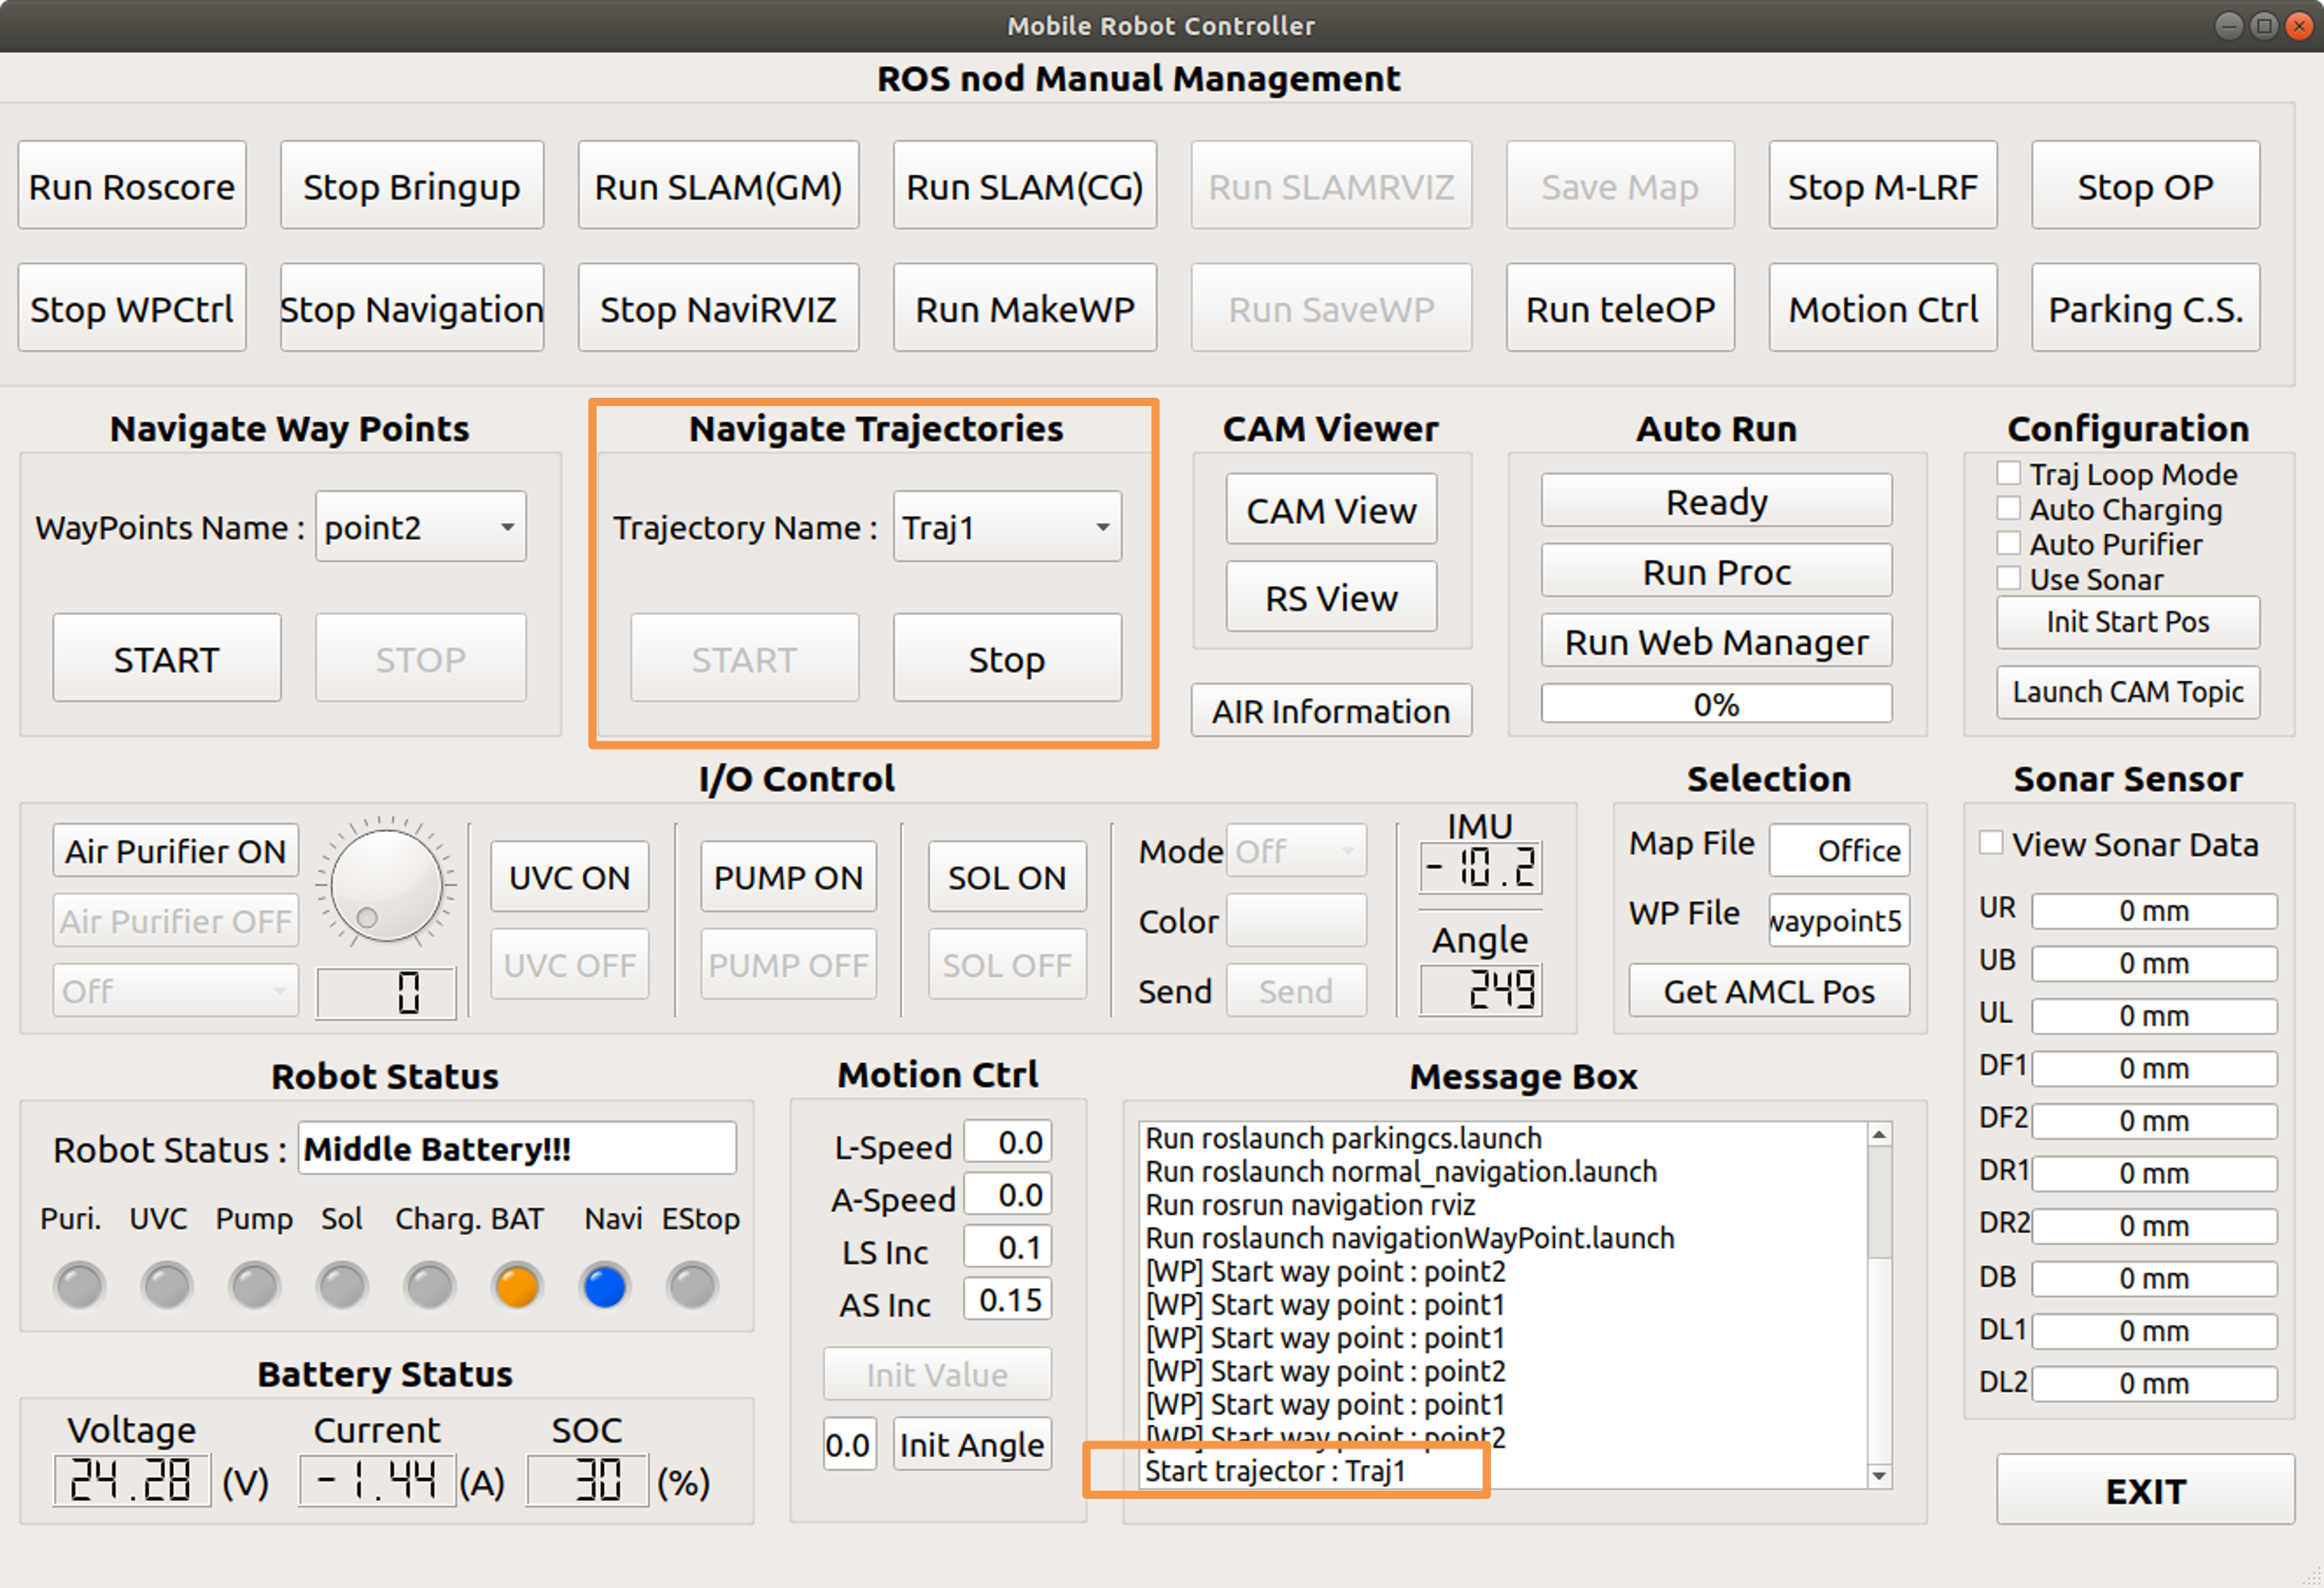 Mobile Robot Controller
ROS nod Manual Management
Run Roscore
Stop Bringup
Run SLAM(GM)
Run SLAM(CG)
Run SLAMRVIZ
Save Map
Stop M-LRF
Stop OP
Stop WPCtrl
Stop Navigation
Stop NaviRVIZ
Run MakeWP
Run SaveWP
Run teleOP
Motion Ctrl
Parking C.S.
Navigate Way Points
WayPoints Name :
point2
START
STOP
Navigate Trajectories
Trajectory Name :
Traj1
START
Stop
CAM Viewer
CAM View
RS View
AIR Information
Auto Run
Ready
Run Proc
Run Web Manager
0%
Configuration
Traj Loop Mode
Auto Charging
Auto Purifier
Use Sonar
Init Start Pos
Launch CAM Topic
I/O Control
Air Purifier ON
Air Purifier OFF
Off
0
UVC ON
UVC OFF
PUMP ON
PUMP OFF
SOL ON
SOL OFF
Mode
Off
Color
Send
Send
IMU
-10.2
Angle
249
Selection
Map File
Office
WP File
waypoint5
Get AMCL Pos
Sonar Sensor
View Sonar Data
UR 0 mm
UB 0 mm
UL 0 mm
DF1 0 mm
DF2 0 mm
DR1 0 mm
DR2 0 mm
DB 0 mm
DL1 0 mm
DL2 0 mm
Robot Status
Robot Status :
Middle Battery!!!
Puri. UVC Pump Sol Charg. BAT Navi EStop
Battery Status
Voltage
24.28 (V)
Current
-1.44 (A)
SOC
30 (%)
Motion Ctrl
L-Speed 0.0
A-Speed 0.0
LS Inc 0.1
AS Inc 0.15
Init Value
0.0
Init Angle
Message Box
Run roslaunch parkingcs.launch
Run roslaunch normal_navigation.launch
Run rosrun navigation rviz
Run roslaunch navigationWayPoint.launch
[WP] Start way point : point2
[WP] Start way point : point1
[WP] Start way point : point1
[WP] Start way point : point2
[WP] Start way point : point1
[WP] Start way point : point2
Start trajector : Traj1
EXIT